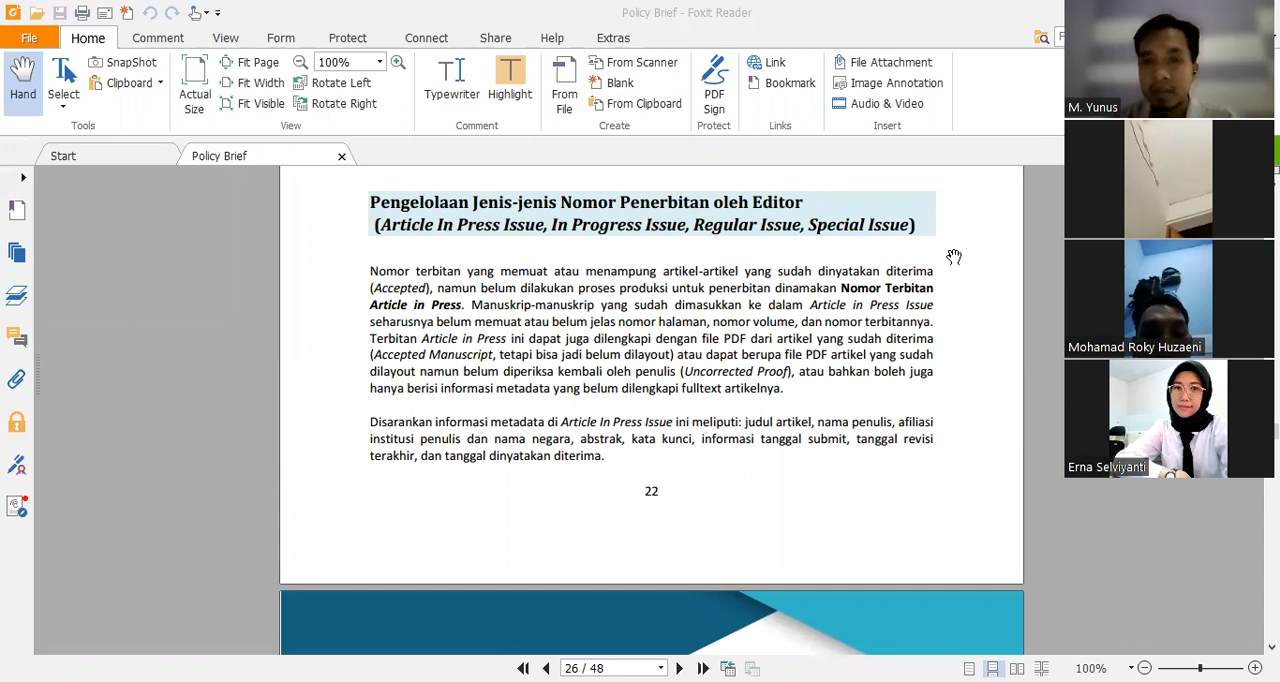 Policy Brief - Foxit Reader
File Home Comment View Form Protect Connect Share Help Extras
Hand
Select
SnapShot
Clipboard
Tools
Actual Size
Fit Page
Fit Width
Fit Visible
100%
Rotate Left
Rotate Right
View
Typewriter
Highlight
Comment
From File
From Scanner
Blank
From Clipboard
Create
PDF Sign
Protect
Link
Bookmark
Links
File Attachment
Image Annotation
Audio & Video
Insert
Start
Policy Brief
Pengelolaan Jenis-jenis Nomor Penerbitan oleh Editor
(Article In Press Issue, In Progress Issue, Regular Issue, Special Issue)
Nomor terbitan yang memuat atau menampung artikel-artikel yang sudah dinyatakan diterima
(Accepted), namun belum dilakukan proses produksi untuk penerbitan dinamakan Nomor Terbitan
Article in Press. Manuskrip-manuskrip yang sudah dimasukkan ke dalam Article in Press Issue
seharusnya belum memuat atau belum jelas nomor halaman, nomor volume, dan nomor terbitannya.
Terbitan Article in Press ini dapat juga dilengkapi dengan file PDF dari artikel yang sudah diterima
(Accepted Manuscript, tetapi bisa jadi belum dilayout) atau dapat berupa file PDF artikel yang sudah
dilayout namun belum diperiksa kembali oleh penulis (Uncorrected Proof), atau bahkan boleh juga
hanya berisi informasi metadata yang belum dilengkapi fulltext artikelnya.
Disarankan informasi metadata di Article In Press Issue ini meliputi: judul artikel, nama penulis, afiliasi
institusi penulis dan nama negara, abstrak, kata kunci, informasi tanggal submit, tanggal revisi
terakhir, dan tanggal dinyatakan diterima.
22
26 / 48
100%
M. Yunus
Mohamad Roky Huzaeni
Erna Selviyanti